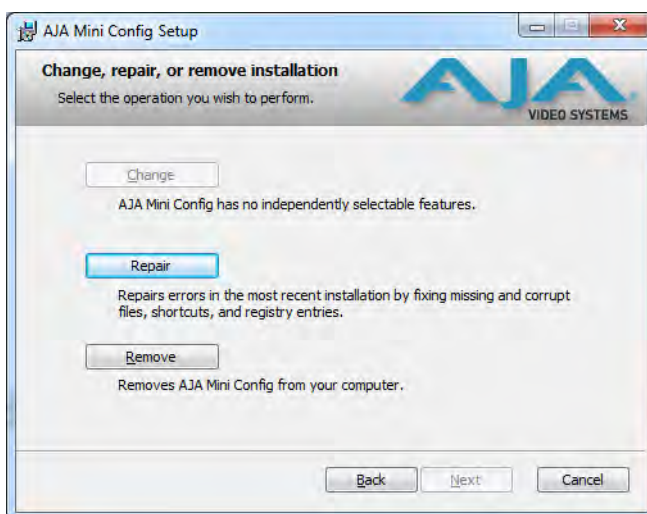 AJA Mini Config Setup
Change, repair, or remove installation
Select the operation you wish to perform.
AJA
VIDEO SYSTEMS
Change
AJA Mini Config has no independently selectable features.
Repair
Repairs errors in the most recent installation by fixing missing and corrupt
files, shortcuts, and registry entries.
Remove
Removes AJA Mini Config from your computer.
Back
Next
Cancel